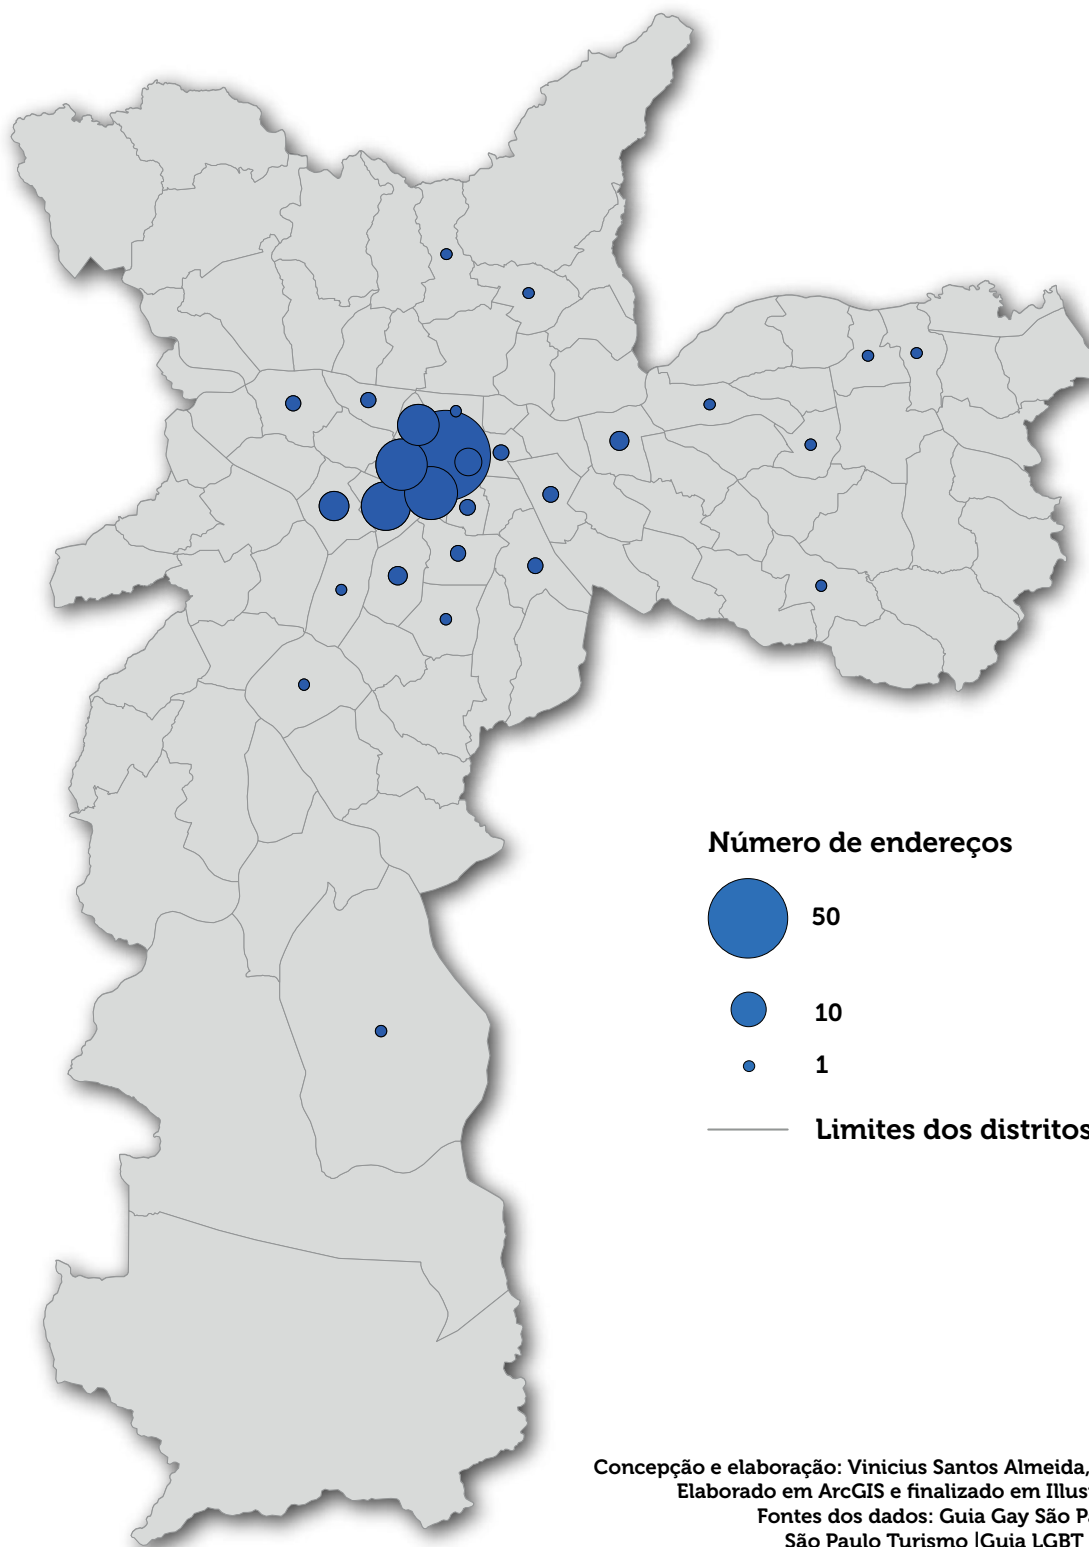 Número de endereços
50
10
1
Limites dos distritos
Concepção e elaboração: Vinicius Santos Almeida,
Elaborado em ArcGIS e finalizado em
Fontes dos dados: Guia Gay São
São Paulo Turismo |Guia LGBT